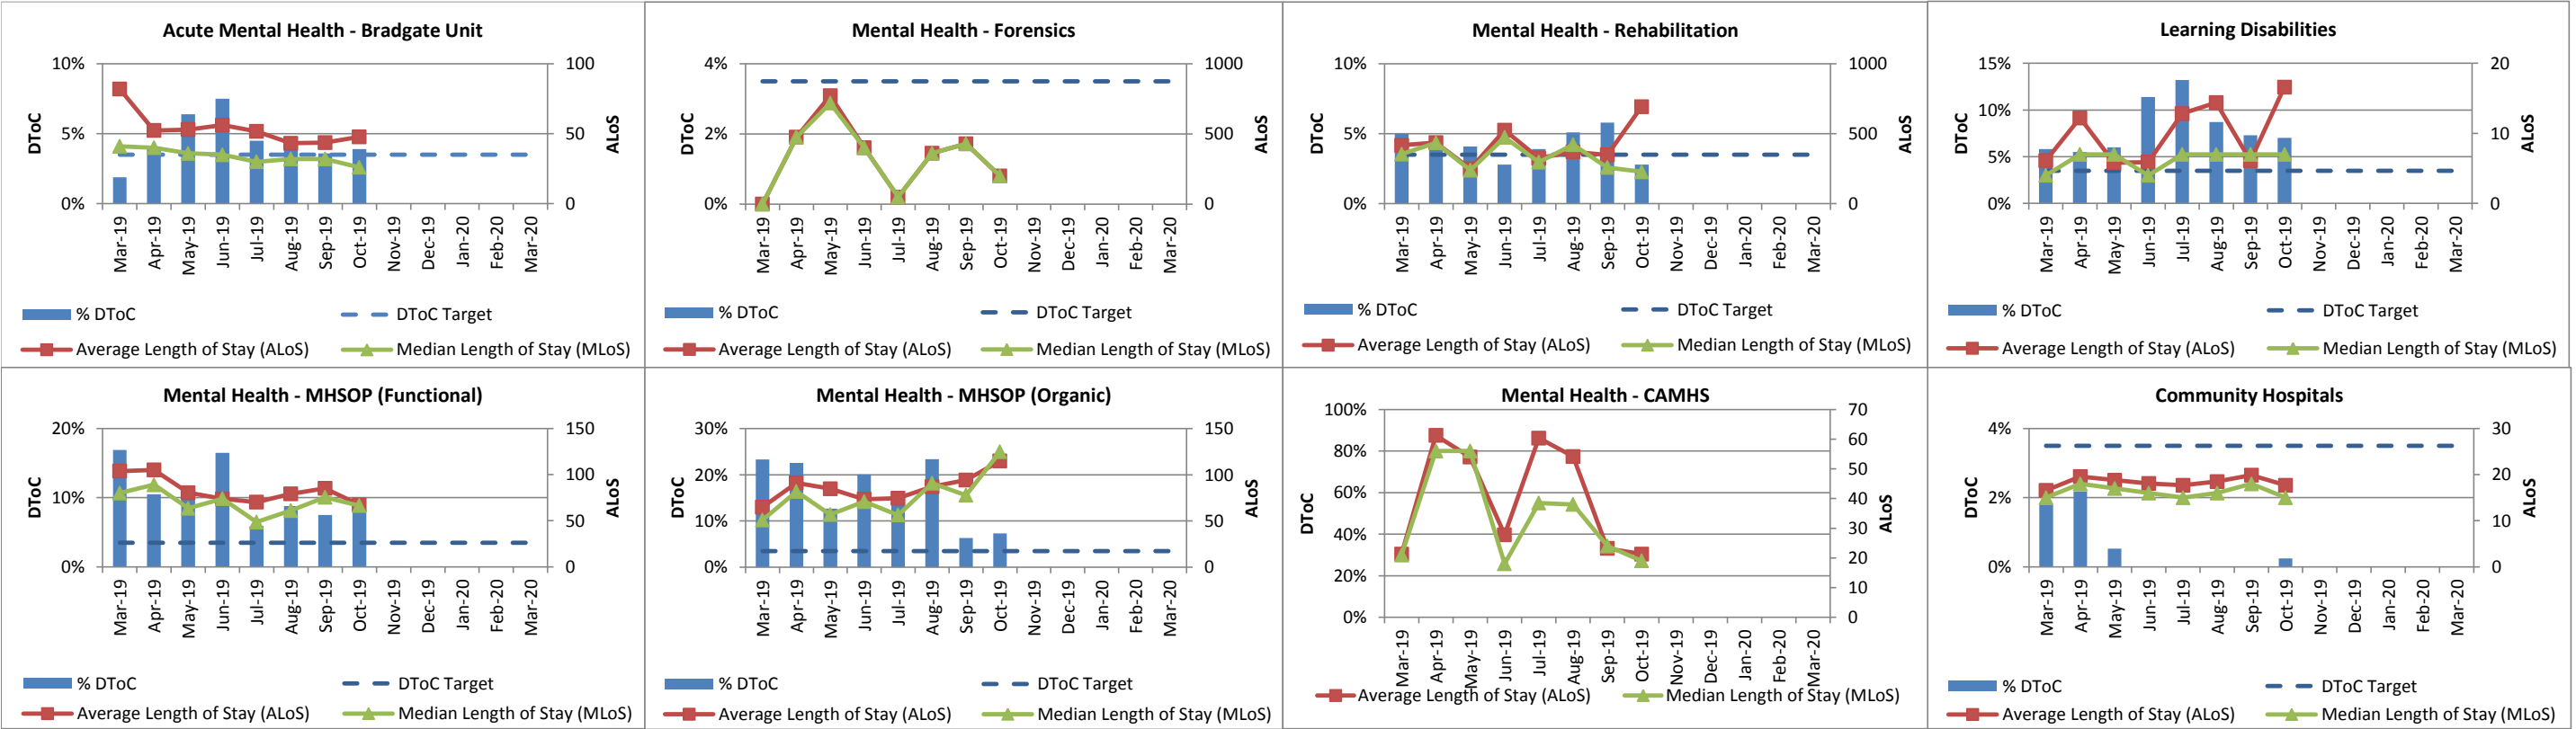 Acute Mental Health - Bradgate Unit
10%
5%
0%
DToC
100
50
0
ALoS
Mar-19
Apr-19
May-19
Jun-19
Jul-19
Aug-19
Sep-19
Oct-19
Nov-19
Dec-19
Jan-20
Feb-20
Mar-20
% DToC
DToC Target
Average Length of Stay (ALoS)
Median Length of Stay (MLoS)
Mental Health - Forensics
4%
2%
0%
DToC
1000
500
0
ALoS
Mar-19
Apr-19
May-19
Jun-19
Jul-19
Aug-19
Sep-19
Oct-19
Nov-19
Dec-19
Jan-20
Feb-20
Mar-20
% DToC
DToC Target
Average Length of Stay (ALoS)
Median Length of Stay (MLoS)
Mental Health - Rehabilitation
10%
5%
0%
DToC
1000
500
0
ALoS
Mar-19
Apr-19
May-19
Jun-19
Jul-19
Aug-19
Sep-19
Oct-19
Nov-19
Dec-19
Jan-20
Feb-20
Mar-20
% DToC
DToC Target
Average Length of Stay (ALoS)
Median Length of Stay (MLoS)
Learning Disabilities
15%
10%
5%
0%
DToC
20
10
0
ALoS
Mar-19
Apr-19
May-19
Jun-19
Jul-19
Aug-19
Sep-19
Oct-19
Nov-19
Dec-19
Jan-20
Feb-20
Mar-20
% DToC
DToC Target
Average Length of Stay (ALoS)
Median Length of Stay (MLoS)
Mental Health - MHSOP (Functional)
20%
10%
0%
DToC
150
100
50
0
ALoS
Mar-19
Apr-19
May-19
Jun-19
Jul-19
Aug-19
Sep-19
Oct-19
Nov-19
Dec-19
Jan-20
Feb-20
Mar-20
% DToC
DToC Target
Average Length of Stay (ALoS)
Median Length of Stay (MLoS)
Mental Health - MHSOP (Organic)
30%
20%
10%
0%
DToC
150
100
50
0
ALoS
Mar-19
Apr-19
May-19
Jun-19
Jul-19
Aug-19
Sep-19
Oct-19
Nov-19
Dec-19
Jan-20
Feb-20
Mar-20
% DToC
DToC Target
Average Length of Stay (ALoS)
Median Length of Stay (MLoS)
Mental Health - CAMHS
100%
80%
60%
40%
20%
0%
DToC
70
60
50
40
30
20
10
0
ALoS
Mar-19
Apr-19
May-19
Jun-19
Jul-19
Aug-19
Sep-19
Oct-19
Nov-19
Dec-19
Jan-20
Feb-20
Mar-20
Average Length of Stay (ALoS)
Median Length of Stay (MLoS)
Community Hospitals
4%
2%
0%
DToC
30
20
10
0
ALoS
Mar-19
Apr-19
May-19
Jun-19
Jul-19
Aug-19
Sep-19
Oct-19
Nov-19
Dec-19
Jan-20
Feb-20
Mar-20
% DToC
DToC Target
Average Length of Stay (ALoS)
Median Length of Stay (MLoS)